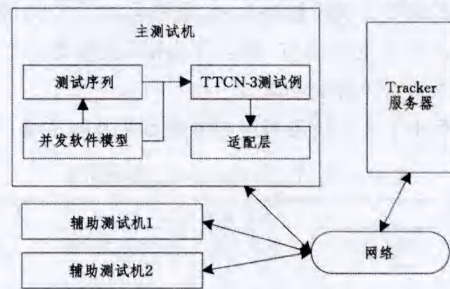 主测试机
测试序列
TTCN-3测试例
并发软件模型
适配层
Tracker
服务器
辅助测试机1
辅助测试机2
网络